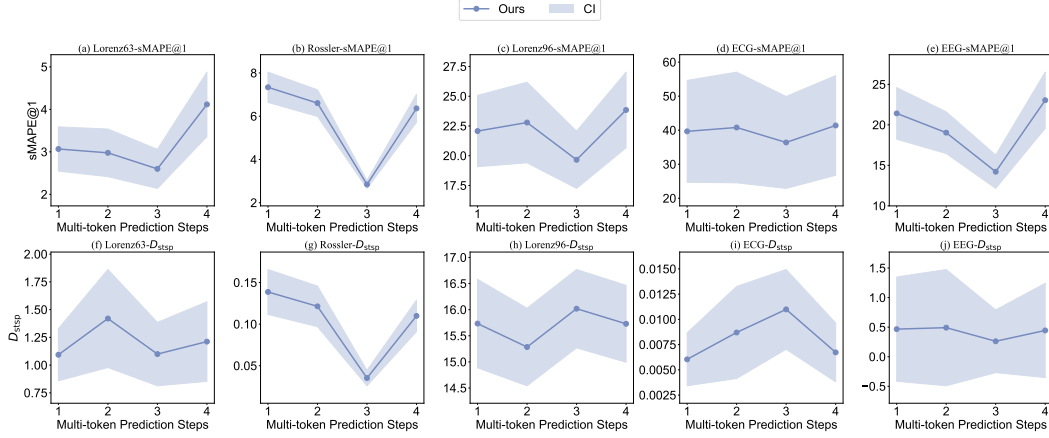 Ours CI
(a) Lorenz63-sMAPE@1 (b) Rossler-sMAPE@1 (c) Lorenz96-sMAPE@1 (d) ECG-sMAPE@1 (e) EEG-sMAPE@1
sMAPE@1
5
4
3
2
1 2 3 4
Multi-token Prediction Steps
8
6
4
2
1 2 3 4
Multi-token Prediction Steps
27.5
25.0
22.5
20.0
17.5
1 2 3 4
Multi-token Prediction Steps
60
50
40
30
20
1 2 3 4
Multi-token Prediction Steps
25
20
15
10
1 2 3 4
Multi-token Prediction Steps
(f) Lorenz63-Dstsp (g) Rossler-Dstsp (h) Lorenz96-Dstsp (i) ECG-Dstsp (j) EEG-Dstsp
Dstsp
2.00
1.75
1.50
1.25
1.00
0.75
1 2 3 4
Multi-token Prediction Steps
0.15
0.10
0.05
1 2 3 4
Multi-token Prediction Steps
17.0
16.5
16.0
15.5
15.0
14.5
1 2 3 4
Multi-token Prediction Steps
0.0150
0.0125
0.0100
0.0075
0.0050
0.0025
1 2 3 4
Multi-token Prediction Steps
1.5
1.0
0.5
0.0
−0.5
1 2 3 4
Multi-token Prediction Steps